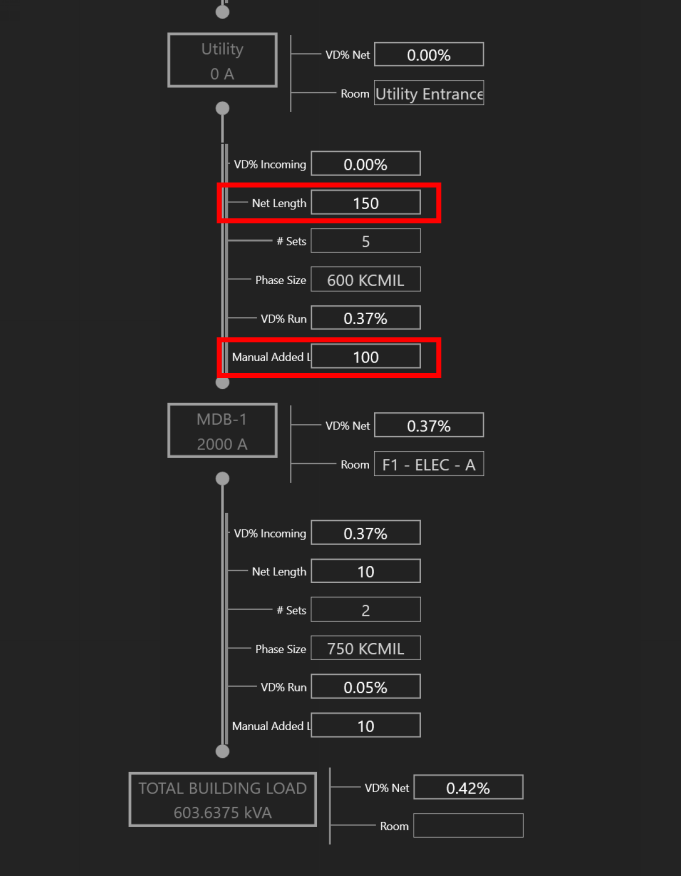 Utility
0 A
VD% Net
0.00%
Room
Utility Entrance
VD% Incoming
0.00%
Net Length
150
# Sets
5
Phase Size
600 KCMIL
VD% Run
0.37%
Manual Added L
100
MDB-1
2000 A
VD% Net
0.37%
Room
F1 - ELEC - A
VD% Incoming
0.37%
Net Length
10
# Sets
2
Phase Size
750 KCMIL
VD% Run
0.05%
Manual Added L
10
TOTAL BUILDING LOAD
603.6375 kVA
VD% Net
0.42%
Room